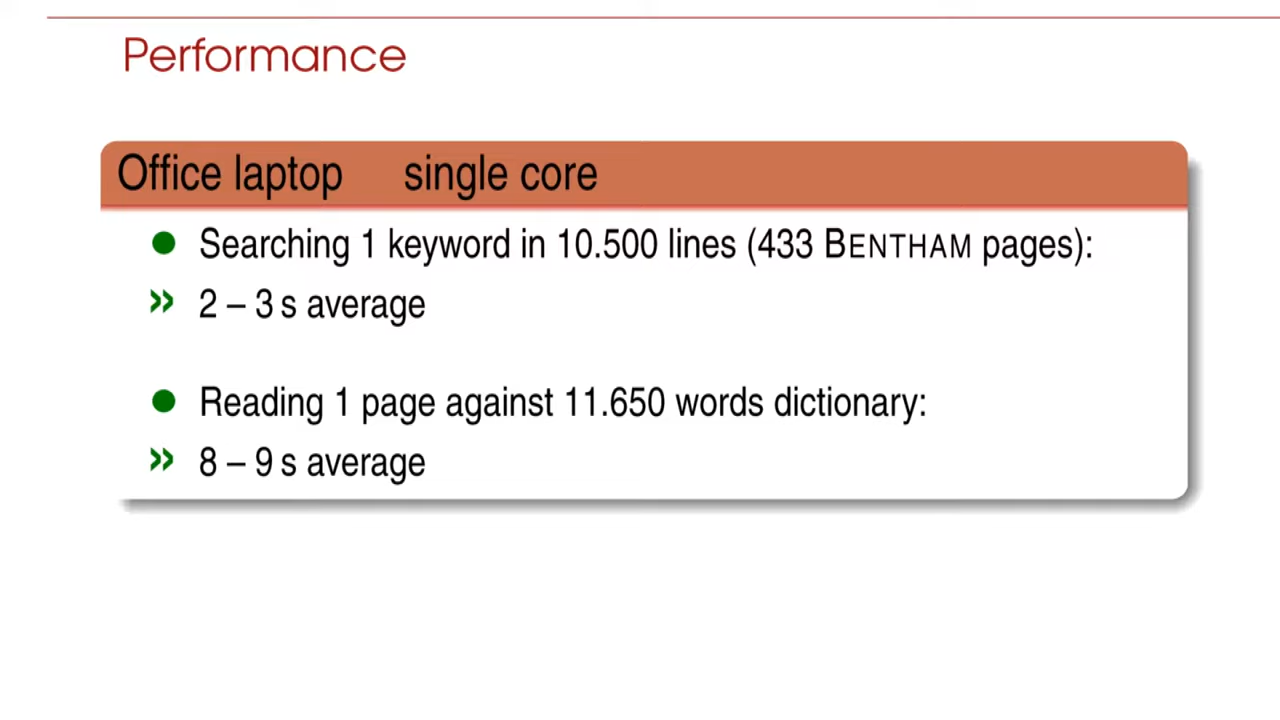 Performance
Office laptop single core
● Searching 1 keyword in 10.500 lines (433 BENTHAM pages):
» 2 – 3 s average
● Reading 1 page against 11.650 words dictionary:
» 8 – 9 s average